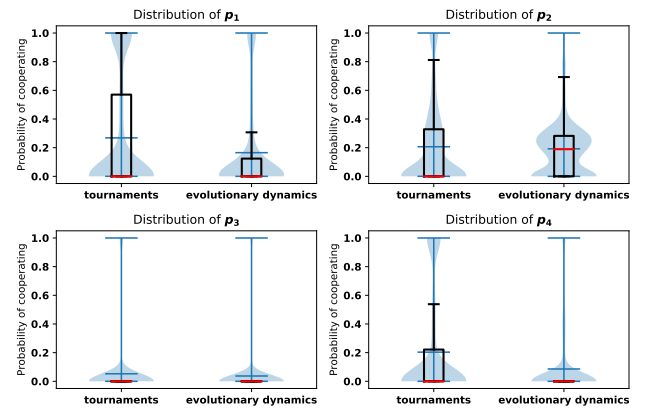 Distribution of p₁
Probability of cooperating
1.0
0.8
0.6
0.4
0.2
0.0
tournaments evolutionary dynamics
Distribution of p₂
Probability of cooperating
1.0
0.8
0.6
0.4
0.2
0.0
tournaments evolutionary dynamics
Distribution of p₃
Probability of cooperating
1.0
0.8
0.6
0.4
0.2
0.0
tournaments evolutionary dynamics
Distribution of p₄
Probability of cooperating
1.0
0.8
0.6
0.4
0.2
0.0
tournaments evolutionary dynamics